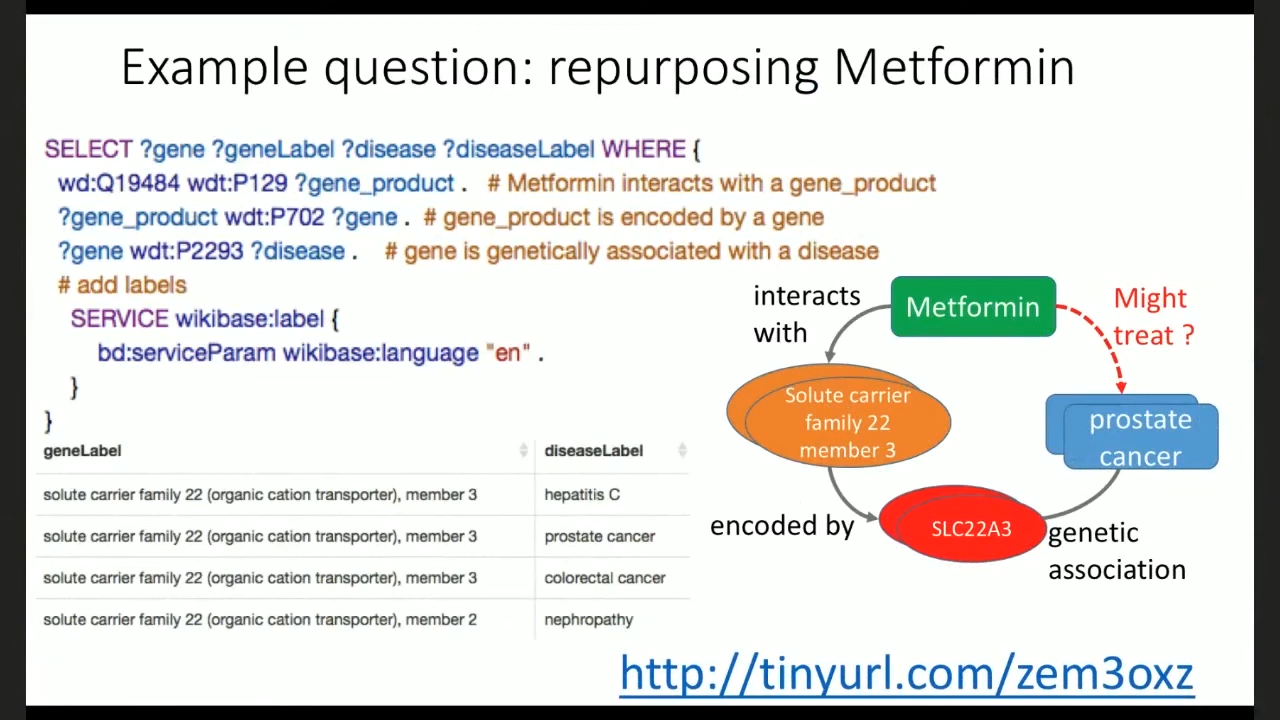 Example question: repurposing Metformin
SELECT ?gene ?geneLabel ?disease ?diseaseLabel WHERE {
wd:Q19484 wdt:P129 ?gene_product . # Metformin interacts with a gene_product
?gene_product wdt:P702 ?gene . # gene_product is encoded by a gene
?gene wdt:P2293 ?disease . # gene is genetically associated with a disease
# add labels
SERVICE wikibase:label {
bd:serviceParam wikibase:language "en" .
}
}
geneLabel diseaseLabel
solute carrier family 22 (organic cation transporter), member 3 hepatitis C
solute carrier family 22 (organic cation transporter), member 3 prostate cancer
solute carrier family 22 (organic cation transporter), member 3 colorectal cancer
solute carrier family 22 (organic cation transporter), member 2 nephropathy
interacts
with
Metformin
Might
treat ?
Solute carrier
family 22
member 3
prostate
cancer
encoded by
SLC22A3
genetic
association
http://tinyurl.com/zem3oxz